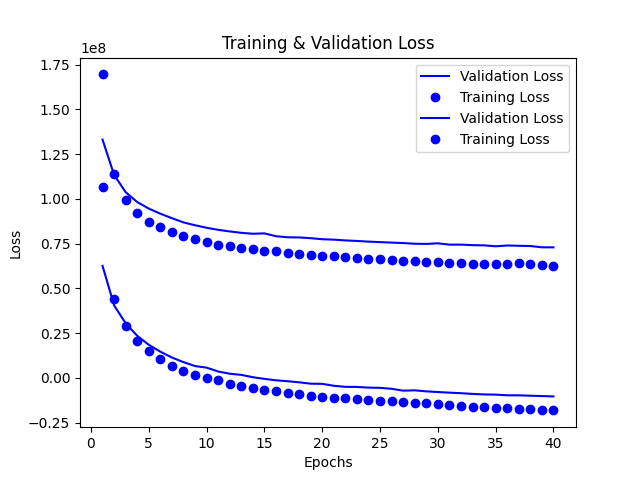 Training & Validation Loss
1e8
1.75
1.50
1.25
1.00
0.75
0.50
0.25
0.00
−0.25
Loss
Validation Loss
Training Loss
Validation Loss
Training Loss
0 5 10 15 20 25 30 35 40
Epochs